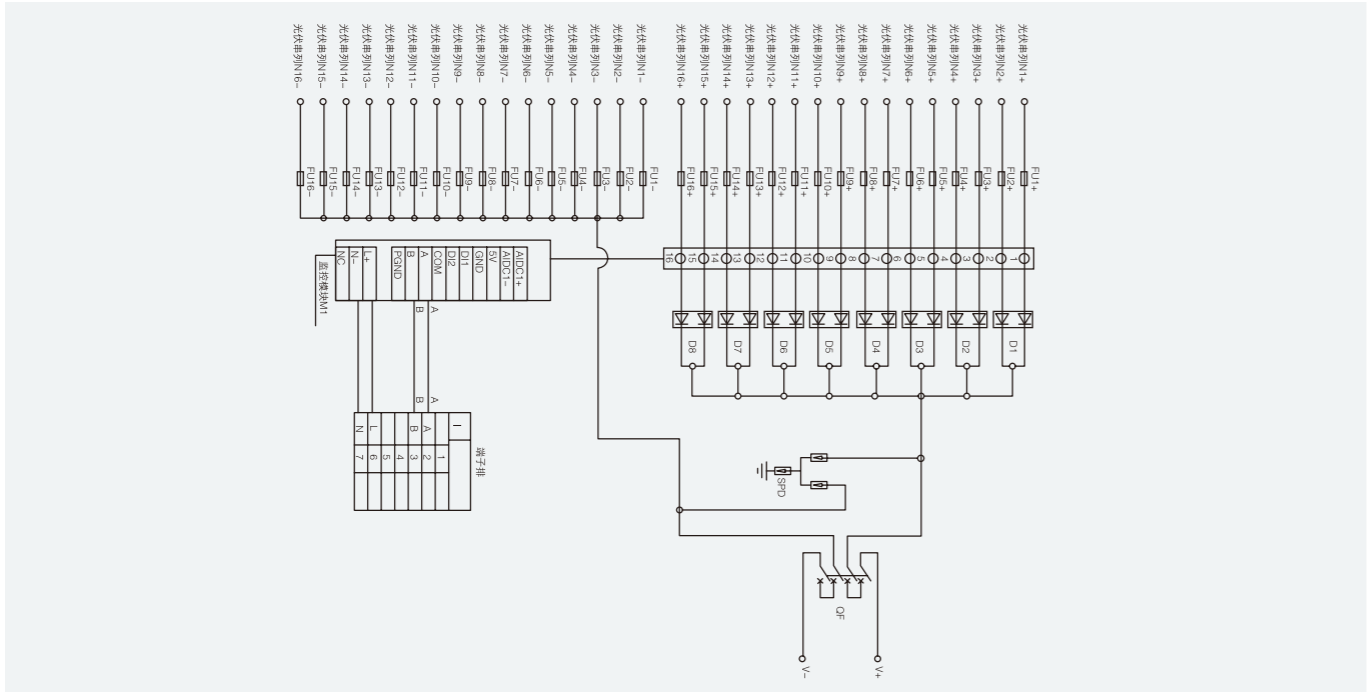 光伏串列N16-
光伏串列N15-
光伏串列N14-
光伏串列N13-
光伏串列N12-
光伏串列N11-
光伏串列N10-
光伏串列N9-
光伏串列N8-
光伏串列N7-
光伏串列N6-
光伏串列N5-
光伏串列N4-
光伏串列N3-
光伏串列N2-
光伏串列N1-
光伏串列N16+
光伏串列N15+
光伏串列N14+
光伏串列N13+
光伏串列N12+
光伏串列N11+
光伏串列N10+
光伏串列N9+
光伏串列N8+
光伏串列N7+
光伏串列N6+
光伏串列N5+
光伏串列N4+
光伏串列N3+
光伏串列N2+
光伏串列N1+
FU16-
FU15-
FU14-
FU13-
FU12-
FU11-
FU10-
FU9-
FU8-
FU7-
FU6-
FU5-
FU4-
FU3-
FU2-
FU1-
FU16+
FU15+
FU14+
FU13+
FU12+
FU11+
FU10+
FU9+
FU8+
FU7+
FU6+
FU5+
FU4+
FU3+
FU2+
FU1+
NC
N-
L+
PGND
B
A
COM
DI2
DI1
GND
5V
AIDC1-
AIDC1+
16
15
14
13
12
11
10
9
8
7
6
5
4
3
2
1
监控模块M1
B
A
D8
D7
D6
D5
D4
D3
D2
D1
B
A
N
L
B
A
I
7
6
5
4
3
2
1
端子排
SPD
QF
V-
V+